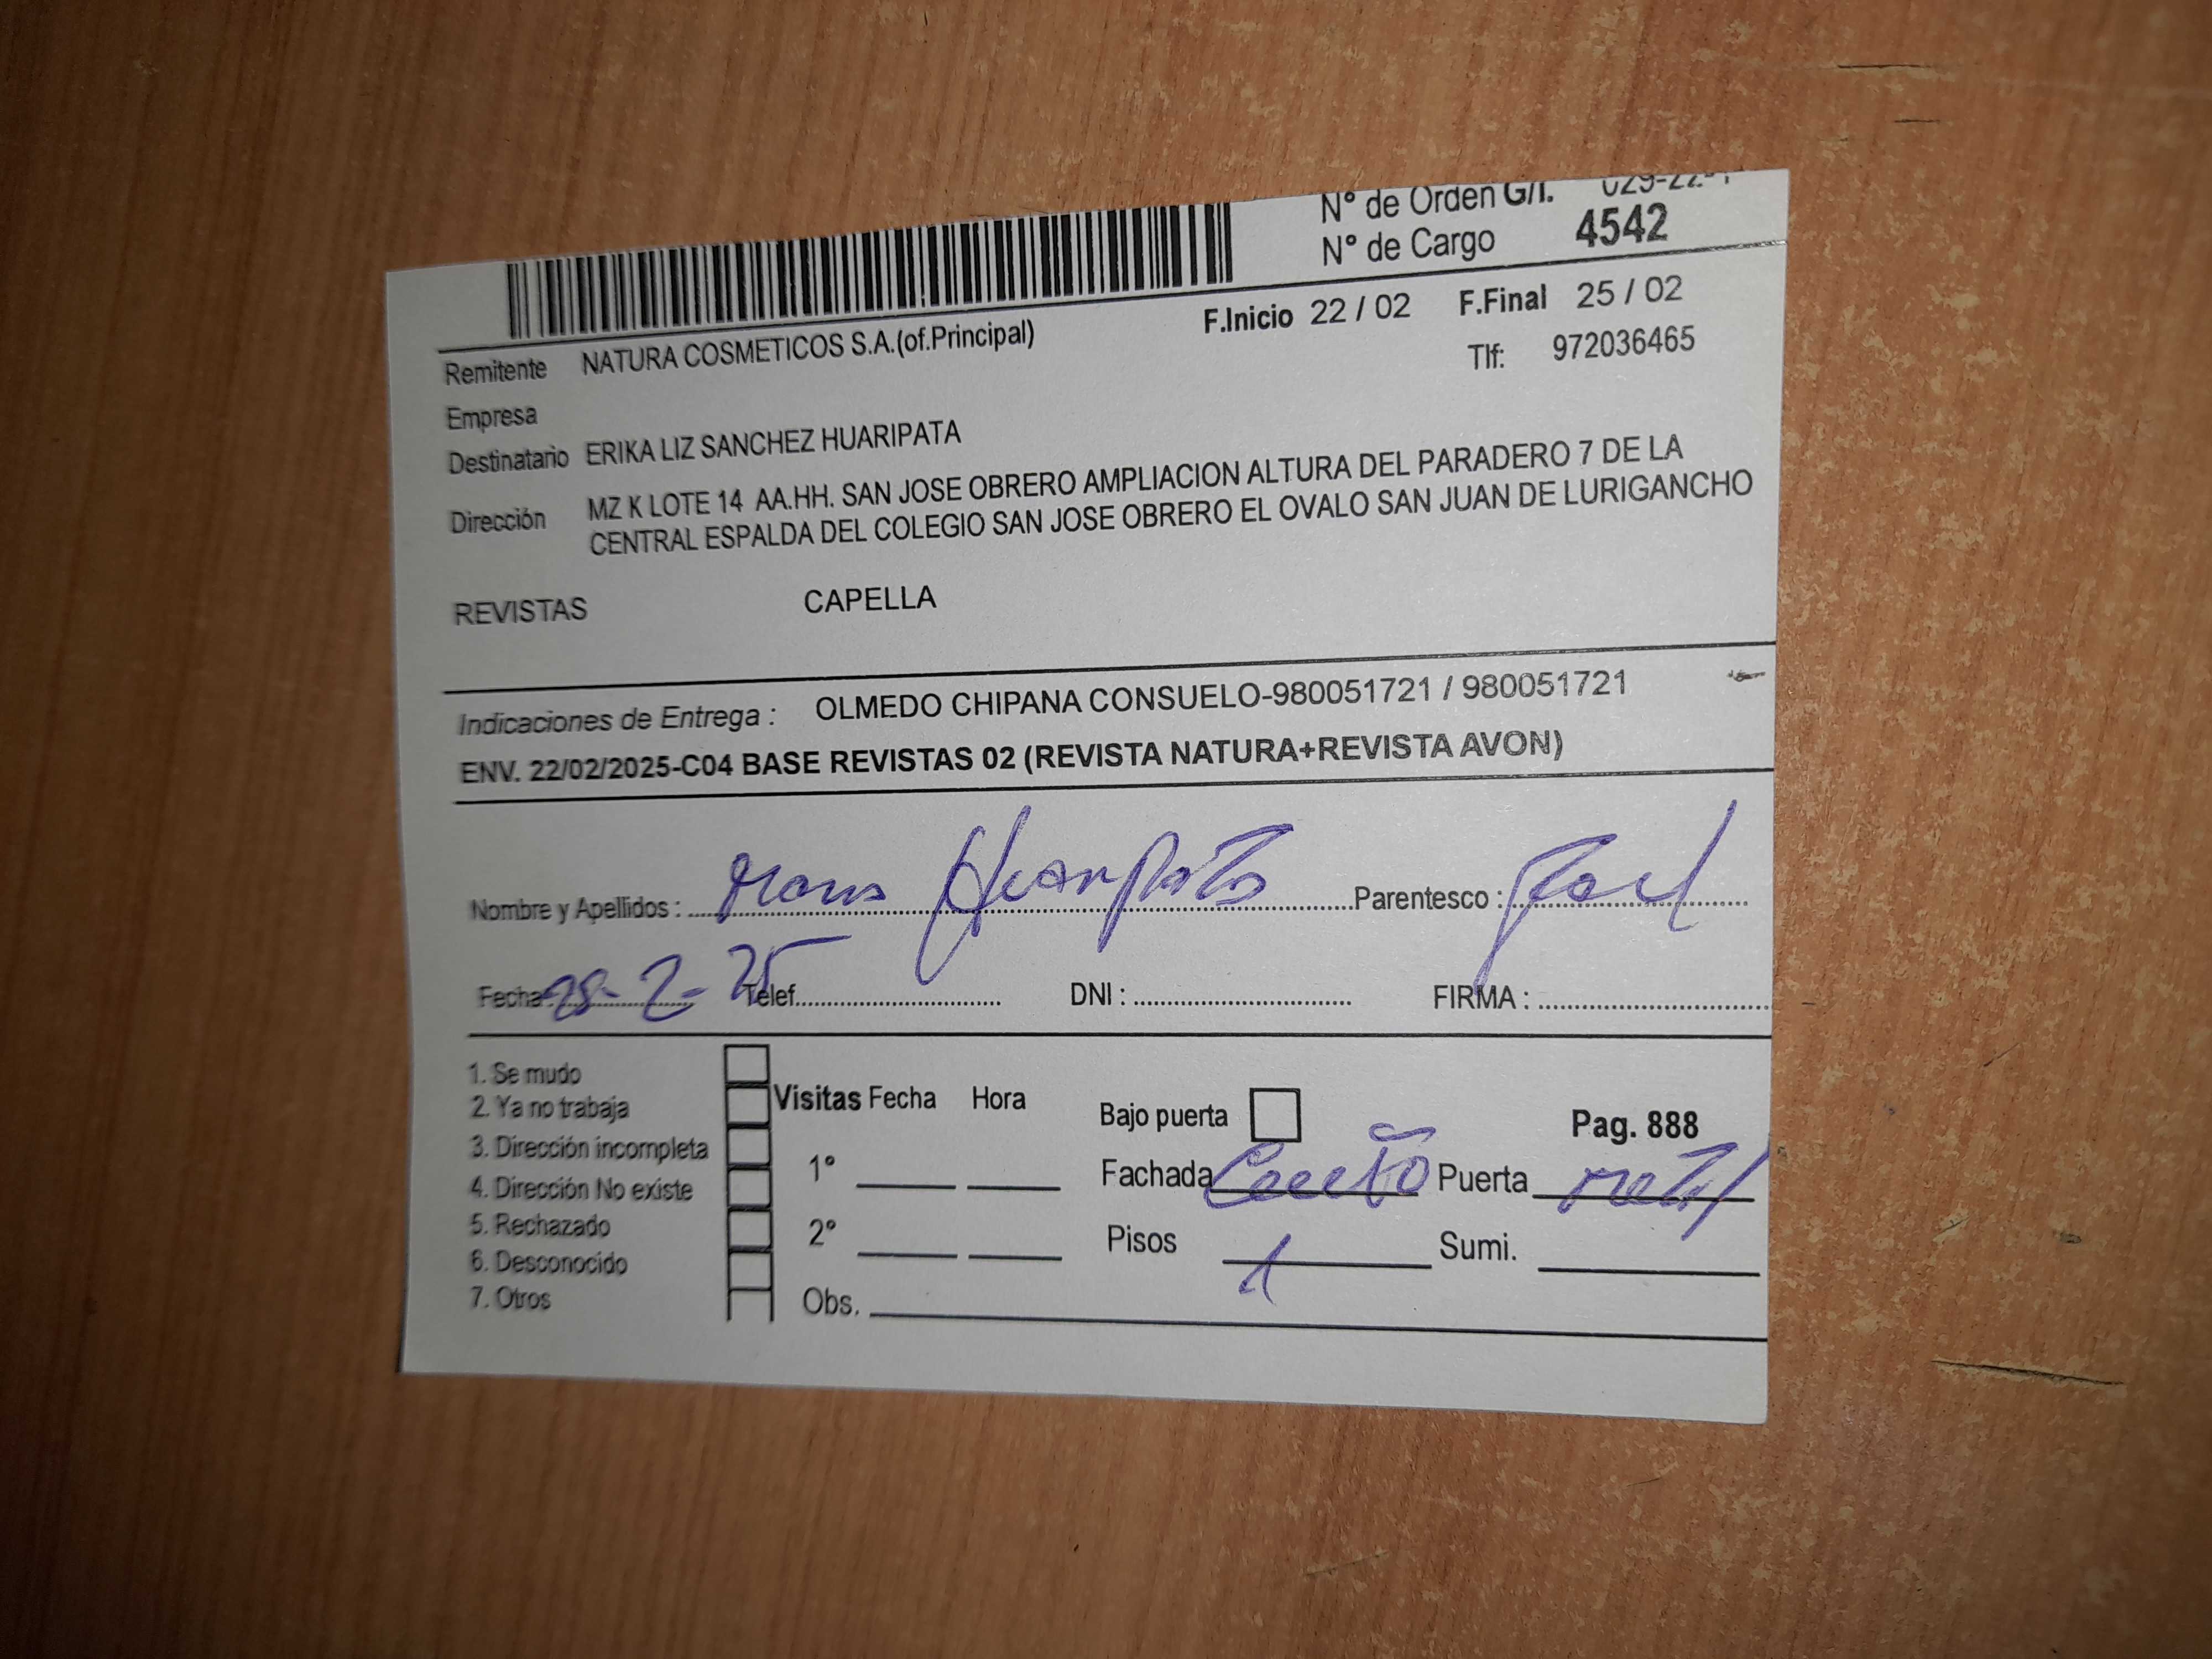 N° de Orden G/I.
N° de Cargo 4542
F.Inicio 22 / 02 F.Final 25 / 02
Remitente NATURA COSMETICOS S.A.(of.Principal) Tlf: 972036465
Empresa
Destinatario ERIKA LIZ SANCHEZ HUARIPATA
Dirección MZ K LOTE 14 AA.HH. SAN JOSE OBRERO AMPLIACION ALTURA DEL PARADERO 7 DE LA
CENTRAL ESPALDA DEL COLEGIO SAN JOSE OBRERO EL OVALO SAN JUAN DE LURIGANCHO
REVISTAS CAPELLA
Indicaciones de Entrega : OLMEDO CHIPANA CONSUELO-980051721 / 980051721
ENV. 22/02/2025-C04 BASE REVISTAS 02 (REVISTA NATURA+REVISTA AVON)
Nombre y Apellidos : Huaripata Parentesco :
Fecha -2-25 Telef. DNI : FIRMA :
1. Se mudo
2. Ya no trabaja Visitas Fecha Hora Bajo puerta Pag. 888
3. Dirección incompleta
4. Dirección No existe 1° Fachada Puerta metal
5. Rechazado 2° Pisos 1 Sumi.
6. Desconocido
7. Otros Obs.